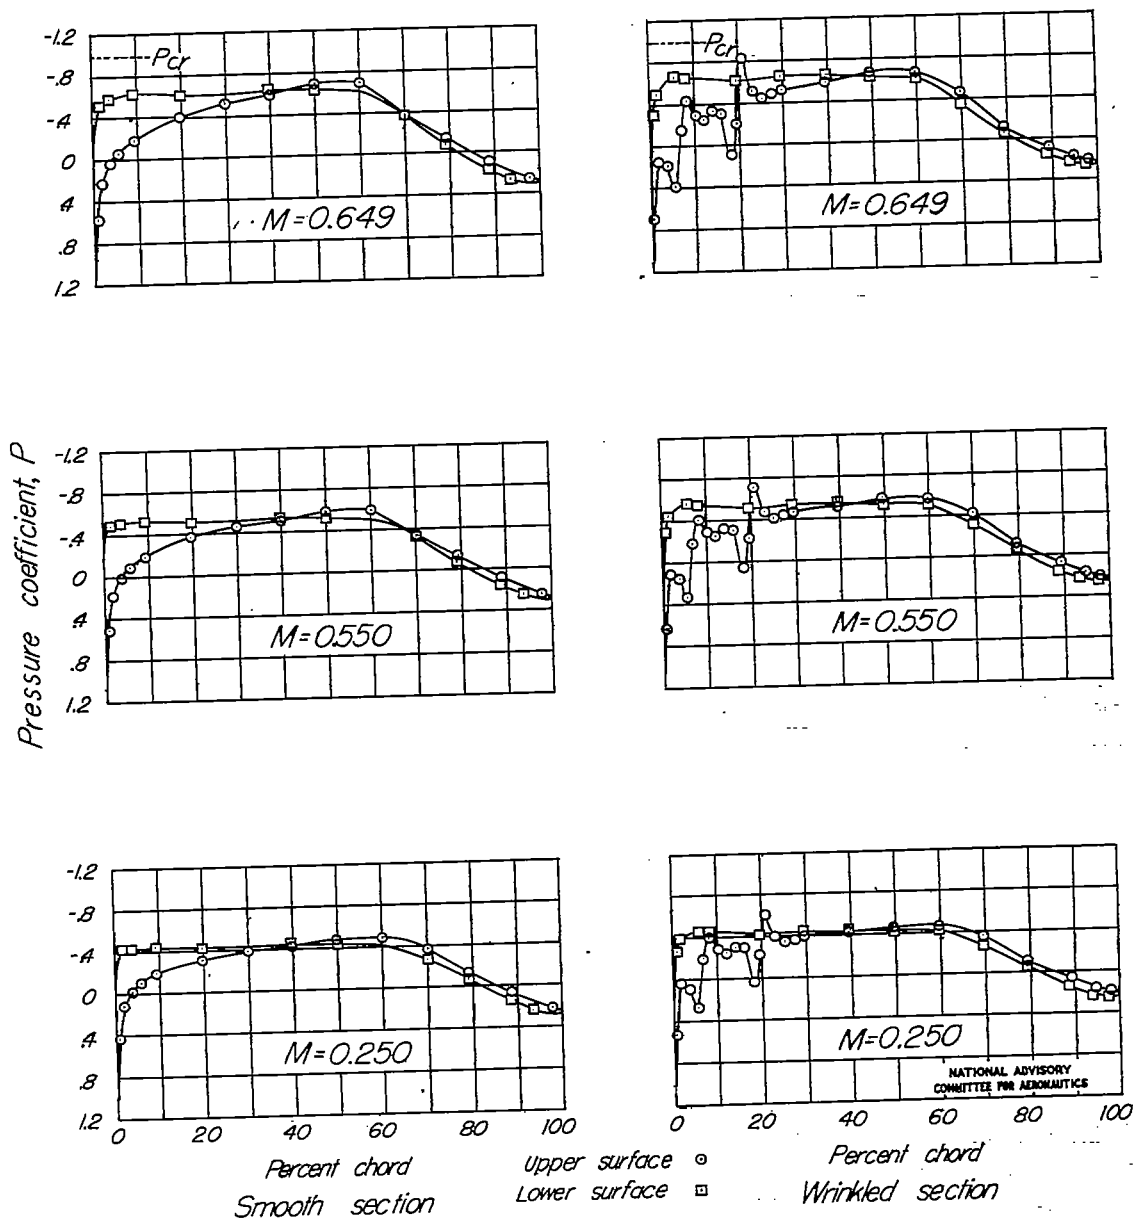 -1.2
-.8
-.4
0
.4
.8
1.2
Pcr
M=0.649
Pcr
M=0.649
Pressure coefficient, P
-1.2
-.8
-.4
0
.4
.8
1.2
M=0.550
M=0.550
-1.2
-.8
-.4
0
.4
.8
1.2
M=0.250
M=0.250
NATIONAL ADVISORY
COMMITTEE FOR AERONAUTICS
0 20 40 60 80 100
0 20 40 60 80 100
Percent chord
Smooth section
Upper surface
Lower surface
Percent chord
Wrinkled section